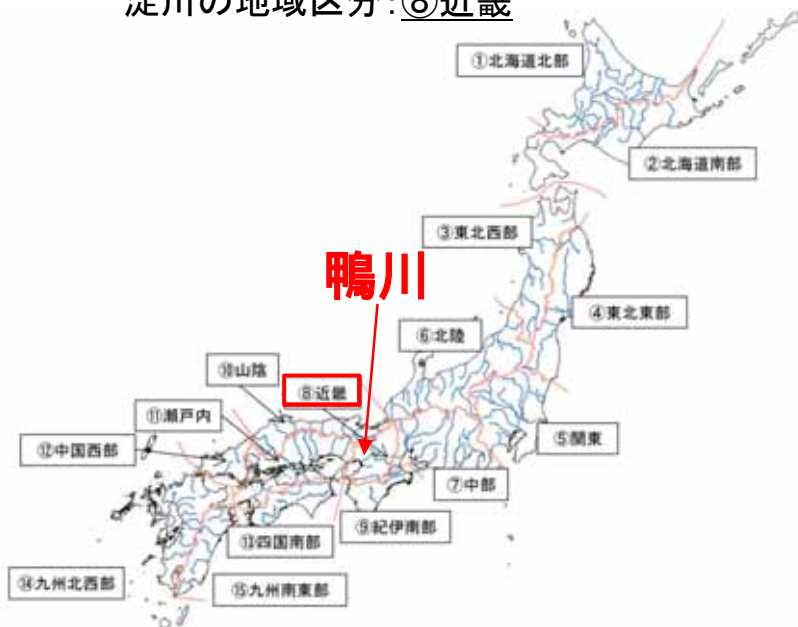 淀川の地域区分:⑧近畿
①北海道北部
②北海道南部
③東北西部
鴨川
④東北東部
⑥北陸
⑩山陰
⑧近畿
⑪瀬戸内
⑫中国西部
⑤関東
⑦中部
⑨紀伊南部
⑬四国南部
⑭九州北西部
⑮九州南東部